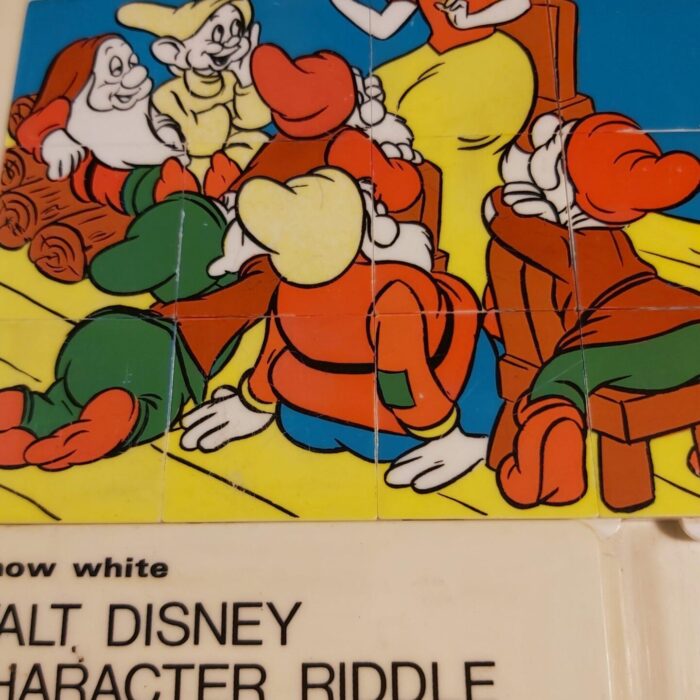 now white
ALT DISNEY
HARACTER RIDDLE